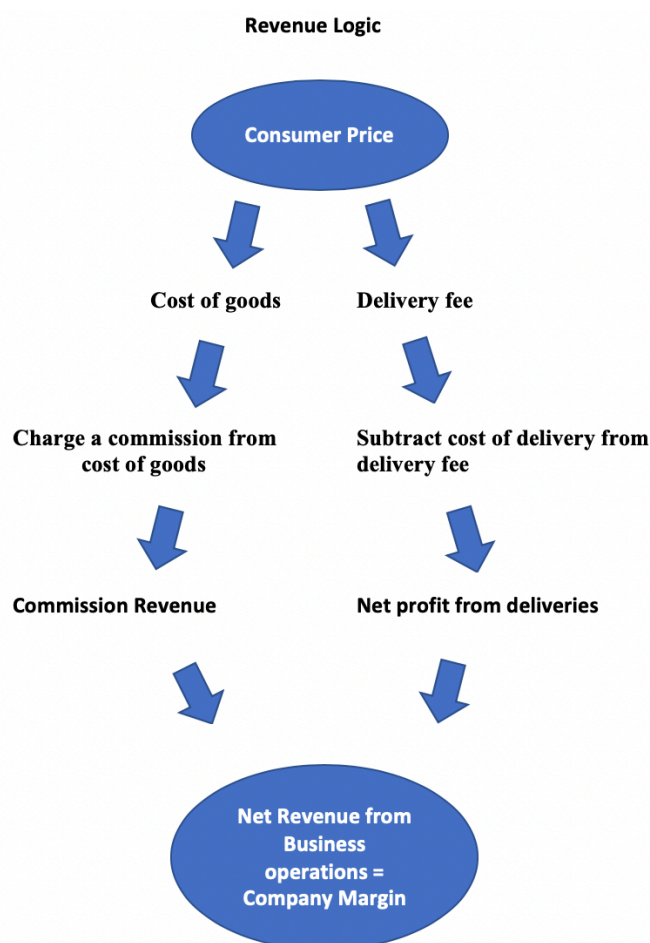 Revenue Logic
Consumer Price
Cost of goods
Delivery fee
Charge a commission from
cost of goods
Subtract cost of delivery from
delivery fee
Commission Revenue
Net profit from deliveries
Net Revenue from
Business
operations =
Company Margin